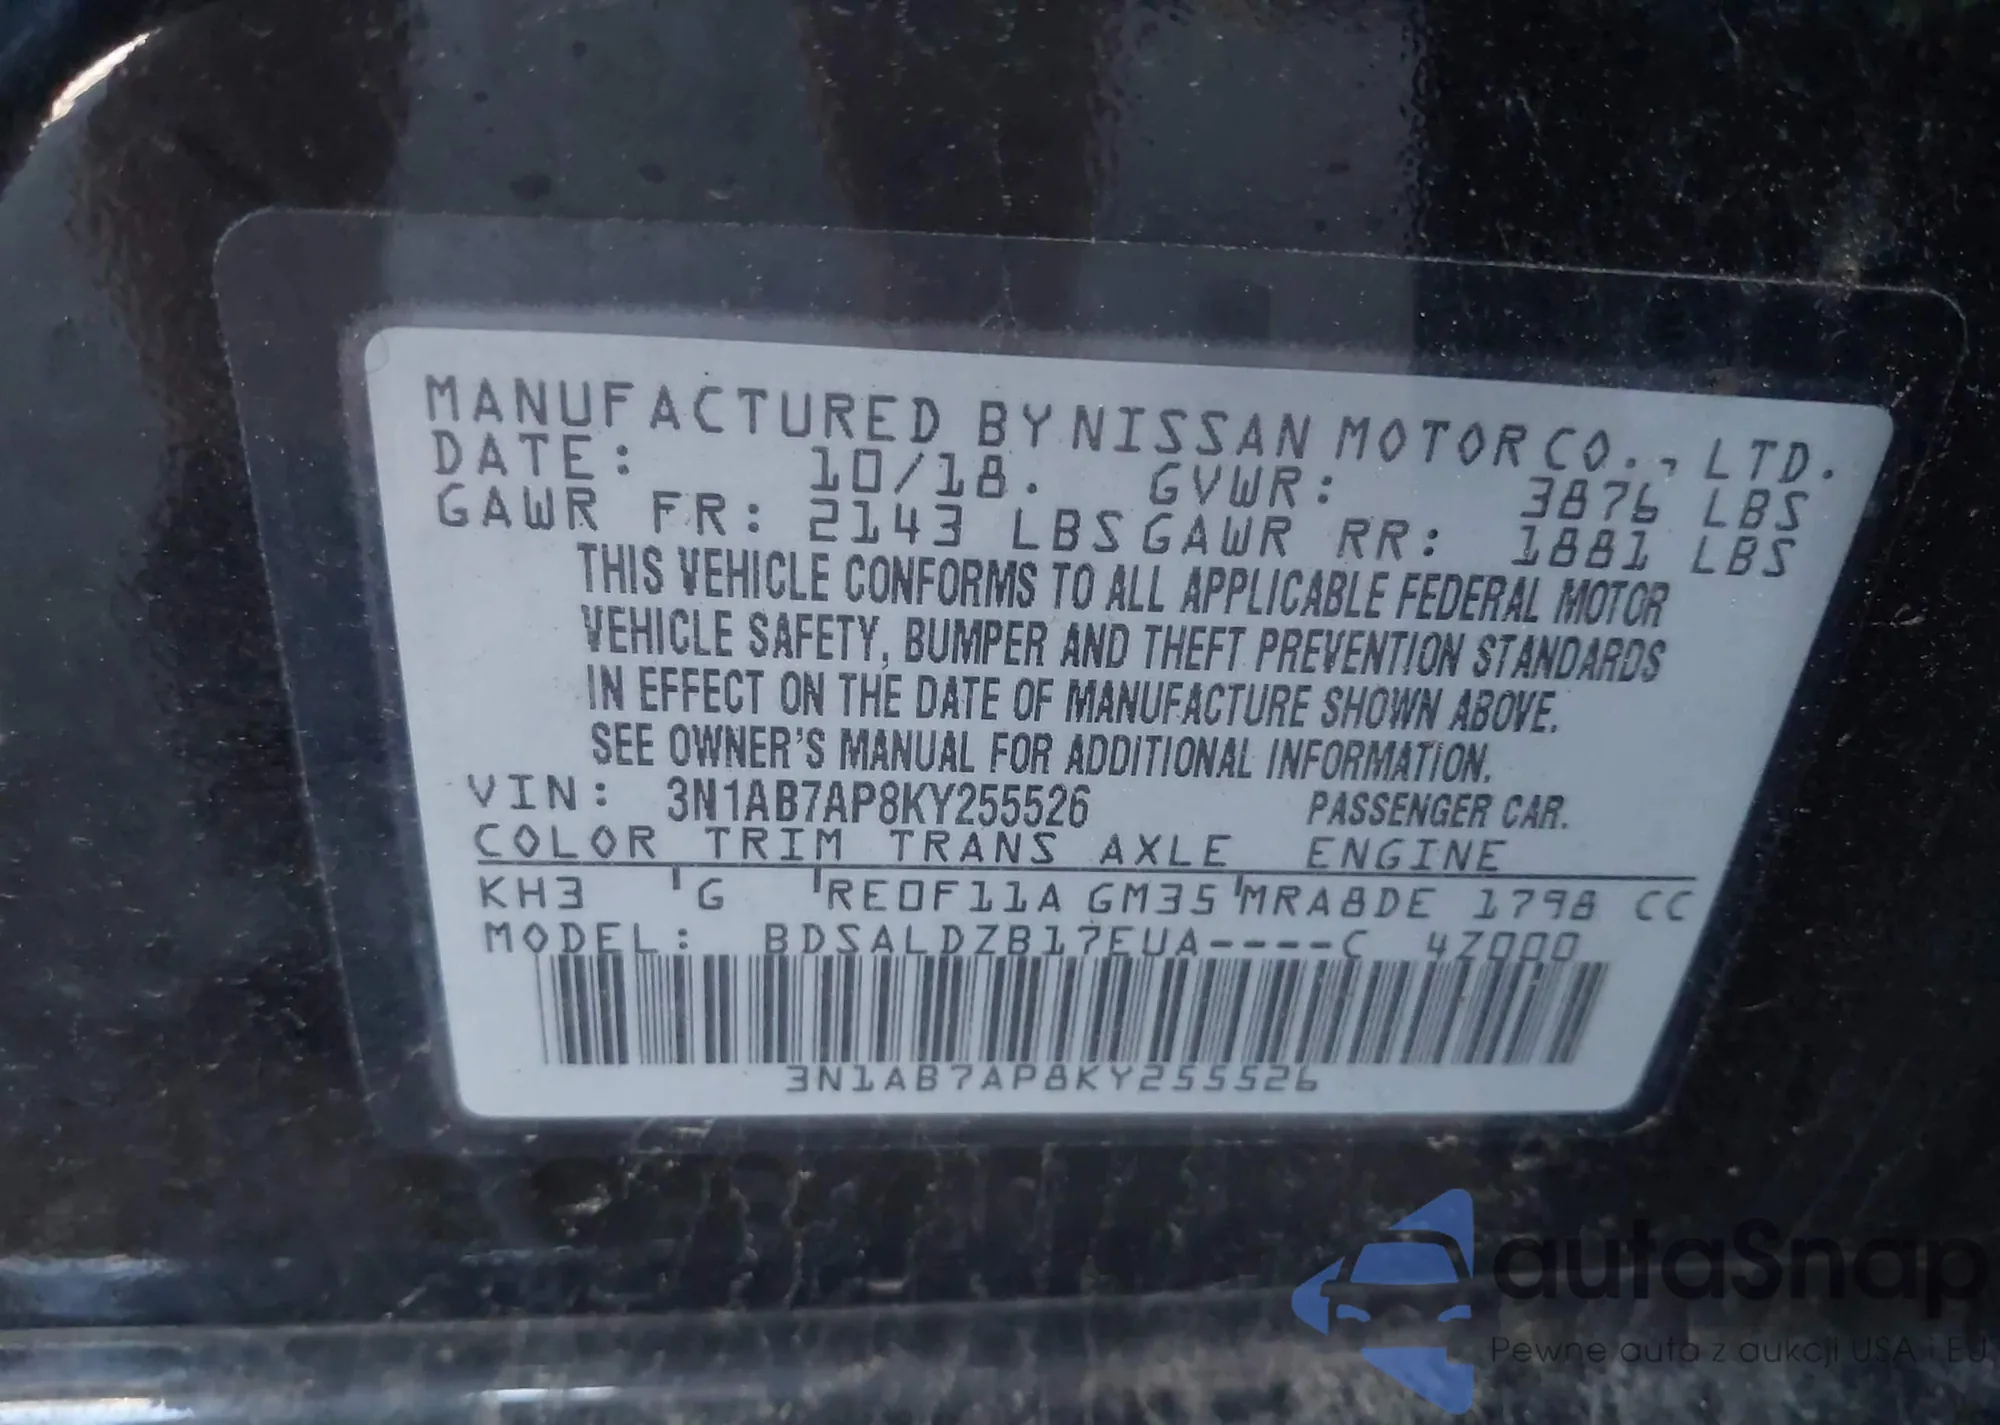 MANUFACTURED BY NISSAN MOTOR CO., LTD.
DATE: 10/18. GVWR: 3876 LBS
GAWR FR: 2143 LBS GAWR RR: 1881 LBS
THIS VEHICLE CONFORMS TO ALL APPLICABLE FEDERAL MOTOR
VEHICLE SAFETY, BUMPER AND THEFT PREVENTION STANDARDS
IN EFFECT ON THE DATE OF MANUFACTURE SHOWN ABOVE.
SEE OWNER'S MANUAL FOR ADDITIONAL INFORMATION.
VIN: 3N1AB7AP8KY255526 PASSENGER CAR.
COLOR TRIM TRANS AXLE ENGINE
KH3 G RE0F11A GM35 MRA8DE 1798 CC
MODEL: BDSALDZB17EUA----C 4Z000
3N1AB7AP8KY255526
autaSnap
Pewne auta z aukcji USA i EU